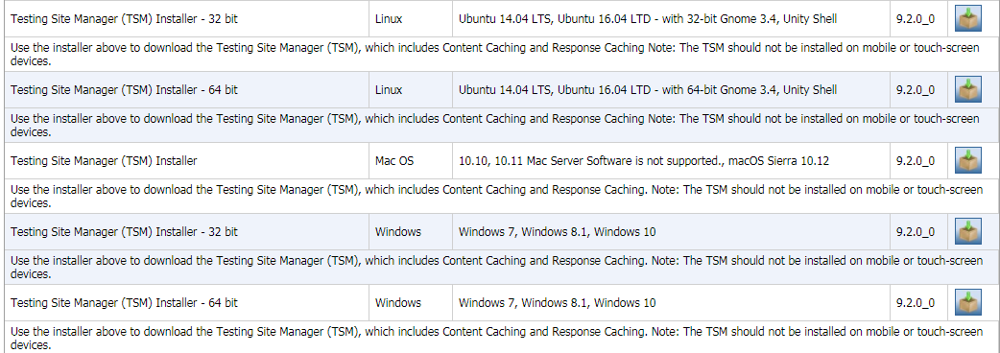 Testing Site Manager (TSM) Installer - 32 bit Linux Ubuntu 14.04 LTS, Ubuntu 16.04 LTD - with 32-bit Gnome 3.4, Unity Shell 9.2.0_0
Use the installer above to download the Testing Site Manager (TSM), which includes Content Caching and Response Caching Note: The TSM should not be installed on mobile or touch-screen
devices.
Testing Site Manager (TSM) Installer - 64 bit Linux Ubuntu 14.04 LTS, Ubuntu 16.04 LTD - with 64-bit Gnome 3.4, Unity Shell 9.2.0_0
Use the installer above to download the Testing Site Manager (TSM), which includes Content Caching and Response Caching Note: The TSM should not be installed on mobile or touch-screen
devices.
Testing Site Manager (TSM) Installer Mac OS 10.10, 10.11 Mac Server Software is not supported., macOS Sierra 10.12 9.2.0_0
Use the installer above to download the Testing Site Manager (TSM), which includes Content Caching and Response Caching. Note: The TSM should not be installed on mobile or touch-screen
devices.
Testing Site Manager (TSM) Installer - 32 bit Windows Windows 7, Windows 8.1, Windows 10 9.2.0_0
Use the installer above to download the Testing Site Manager (TSM), which includes Content Caching and Response Caching. Note: The TSM should not be installed on mobile or touch-screen
devices.
Testing Site Manager (TSM) Installer - 64 bit Windows Windows 7, Windows 8.1, Windows 10 9.2.0_0
Use the installer above to download the Testing Site Manager (TSM), which includes Content Caching and Response Caching. Note: The TSM should not be installed on mobile or touch-screen
devices.